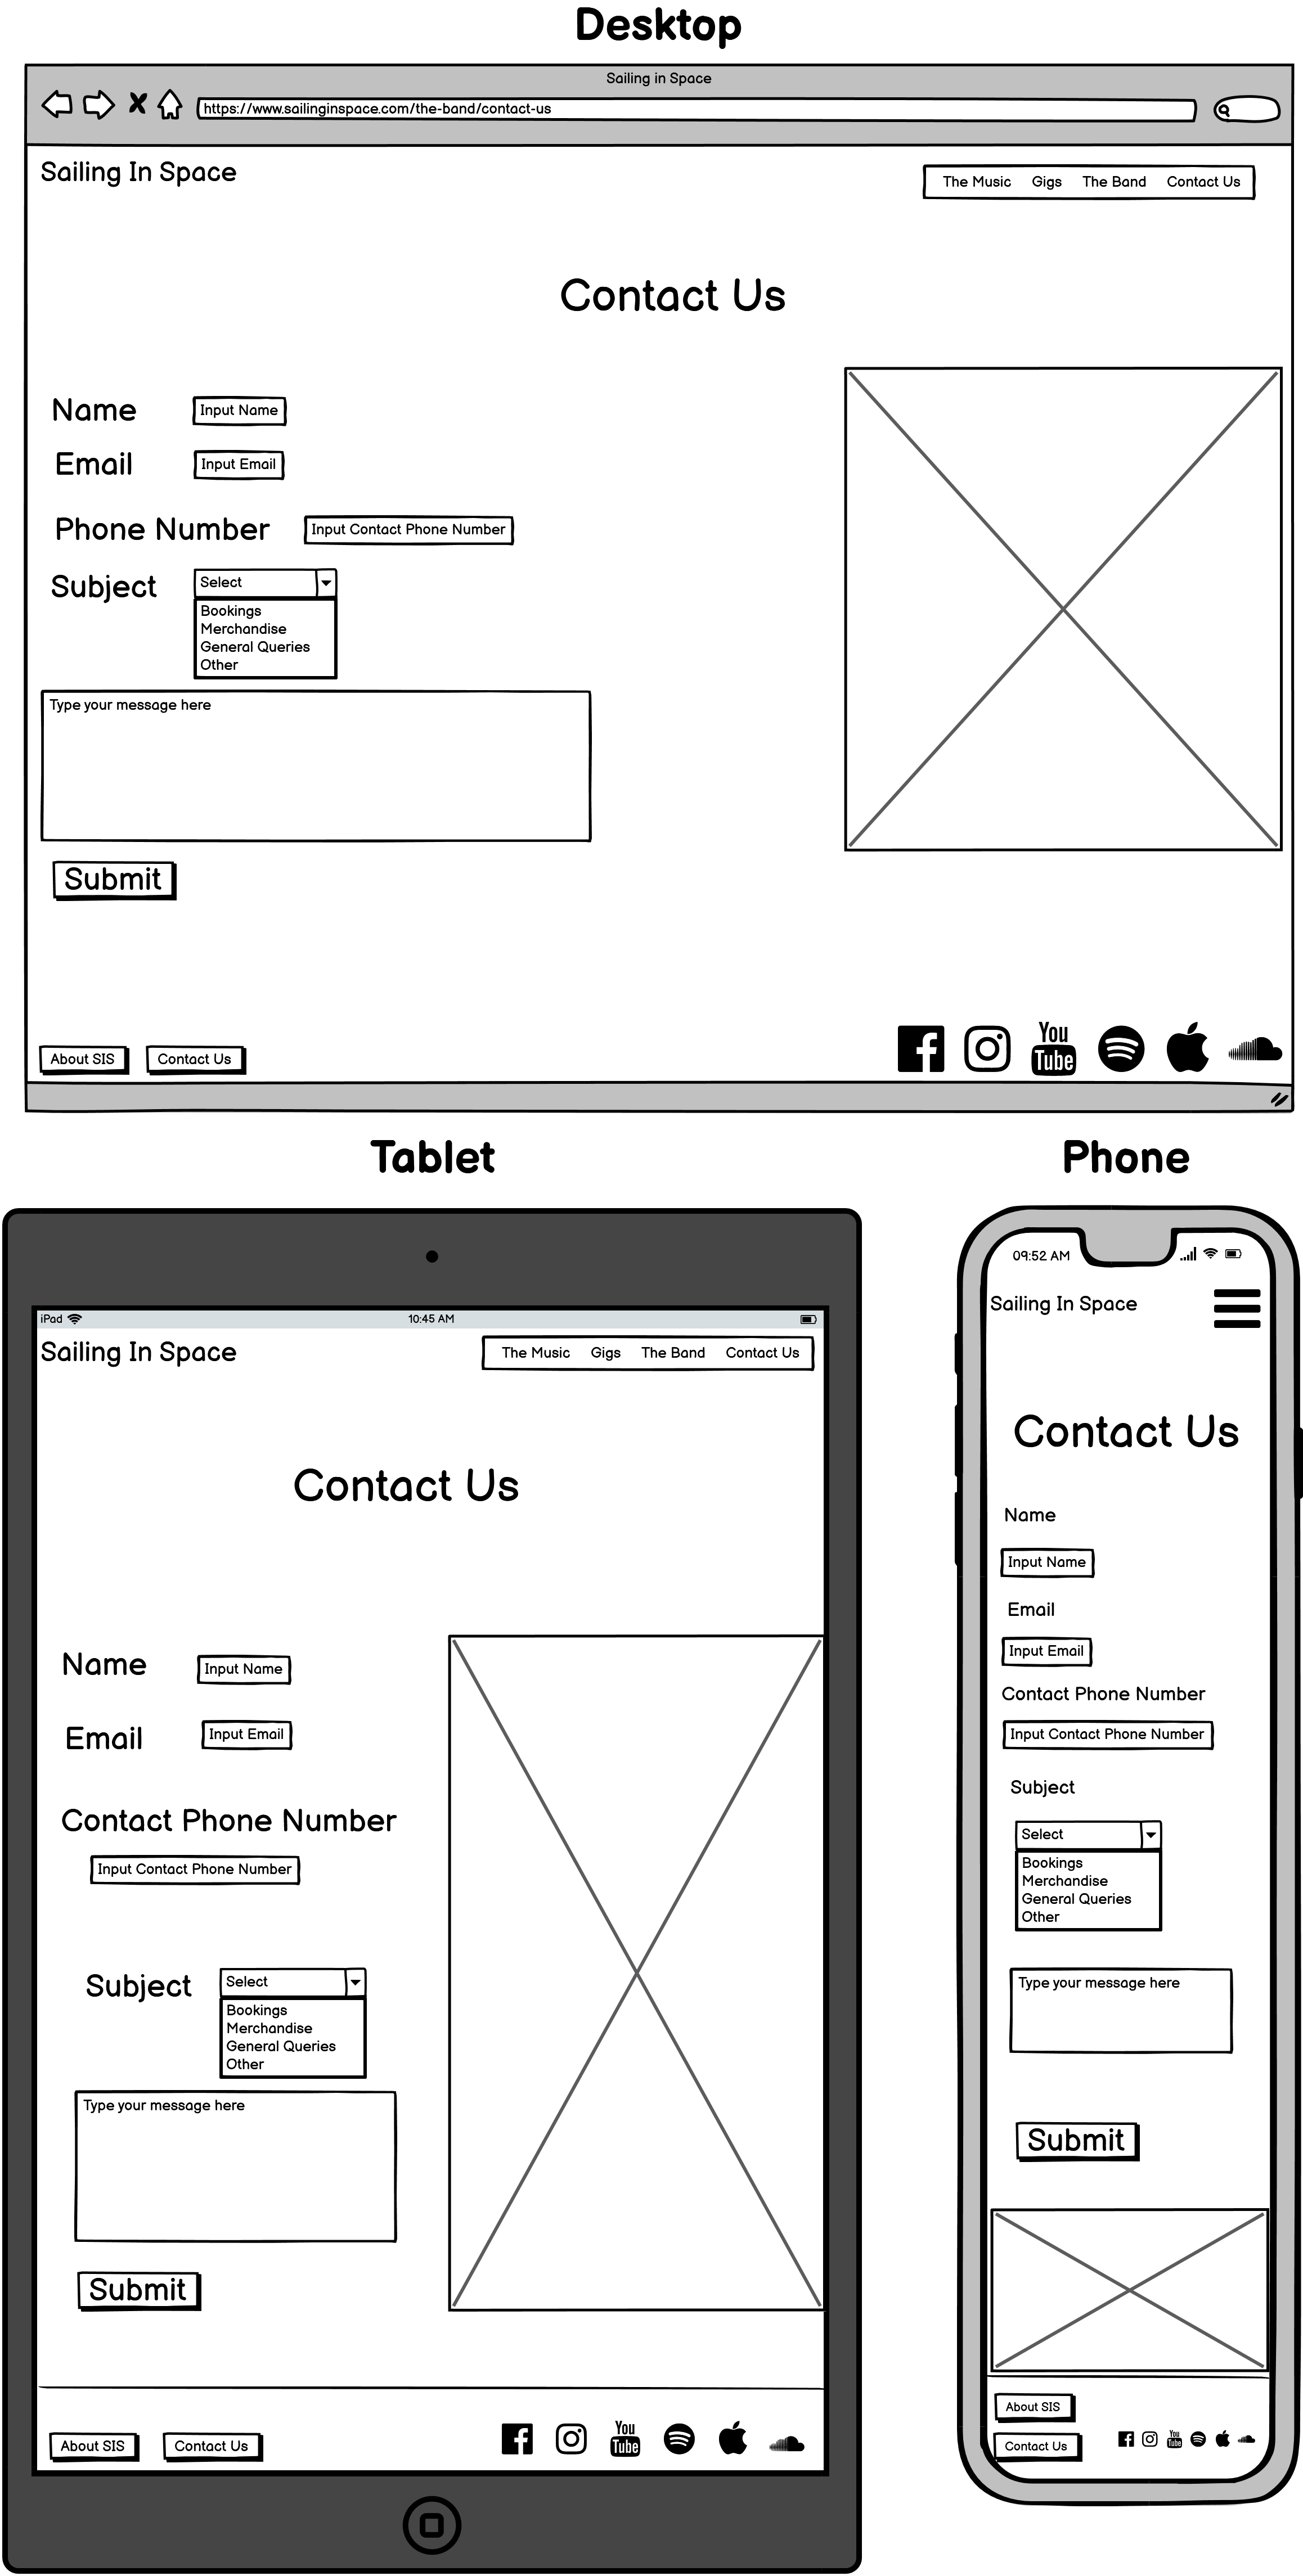 Desktop
Sailing in Space
https://www.sailinginspace.com/the-band/contact-us
Sailing In Space
The Music Gigs The Band Contact Us
Contact Us
Name Input Name
Email Input Email
Phone Number Input Contact Phone Number
Subject Select
Bookings
Merchandise
General Queries
Other
Type your message here
Submit
About SIS Contact Us
You
Tube
Tablet
iPad 10:45 AM
Sailing In Space
The Music Gigs The Band Contact Us
Contact Us
Name Input Name
Email Input Email
Contact Phone Number
Input Contact Phone Number
Subject Select
Bookings
Merchandise
General Queries
Other
Type your message here
Submit
About SIS Contact Us
You
Tube
Phone
09:52 AM
Sailing In Space
Contact Us
Name
Input Name
Email
Input Email
Contact Phone Number
Input Contact Phone Number
Subject
Select
Bookings
Merchandise
General Queries
Other
Type your message here
Submit
About SIS
Contact Us
You
Tube